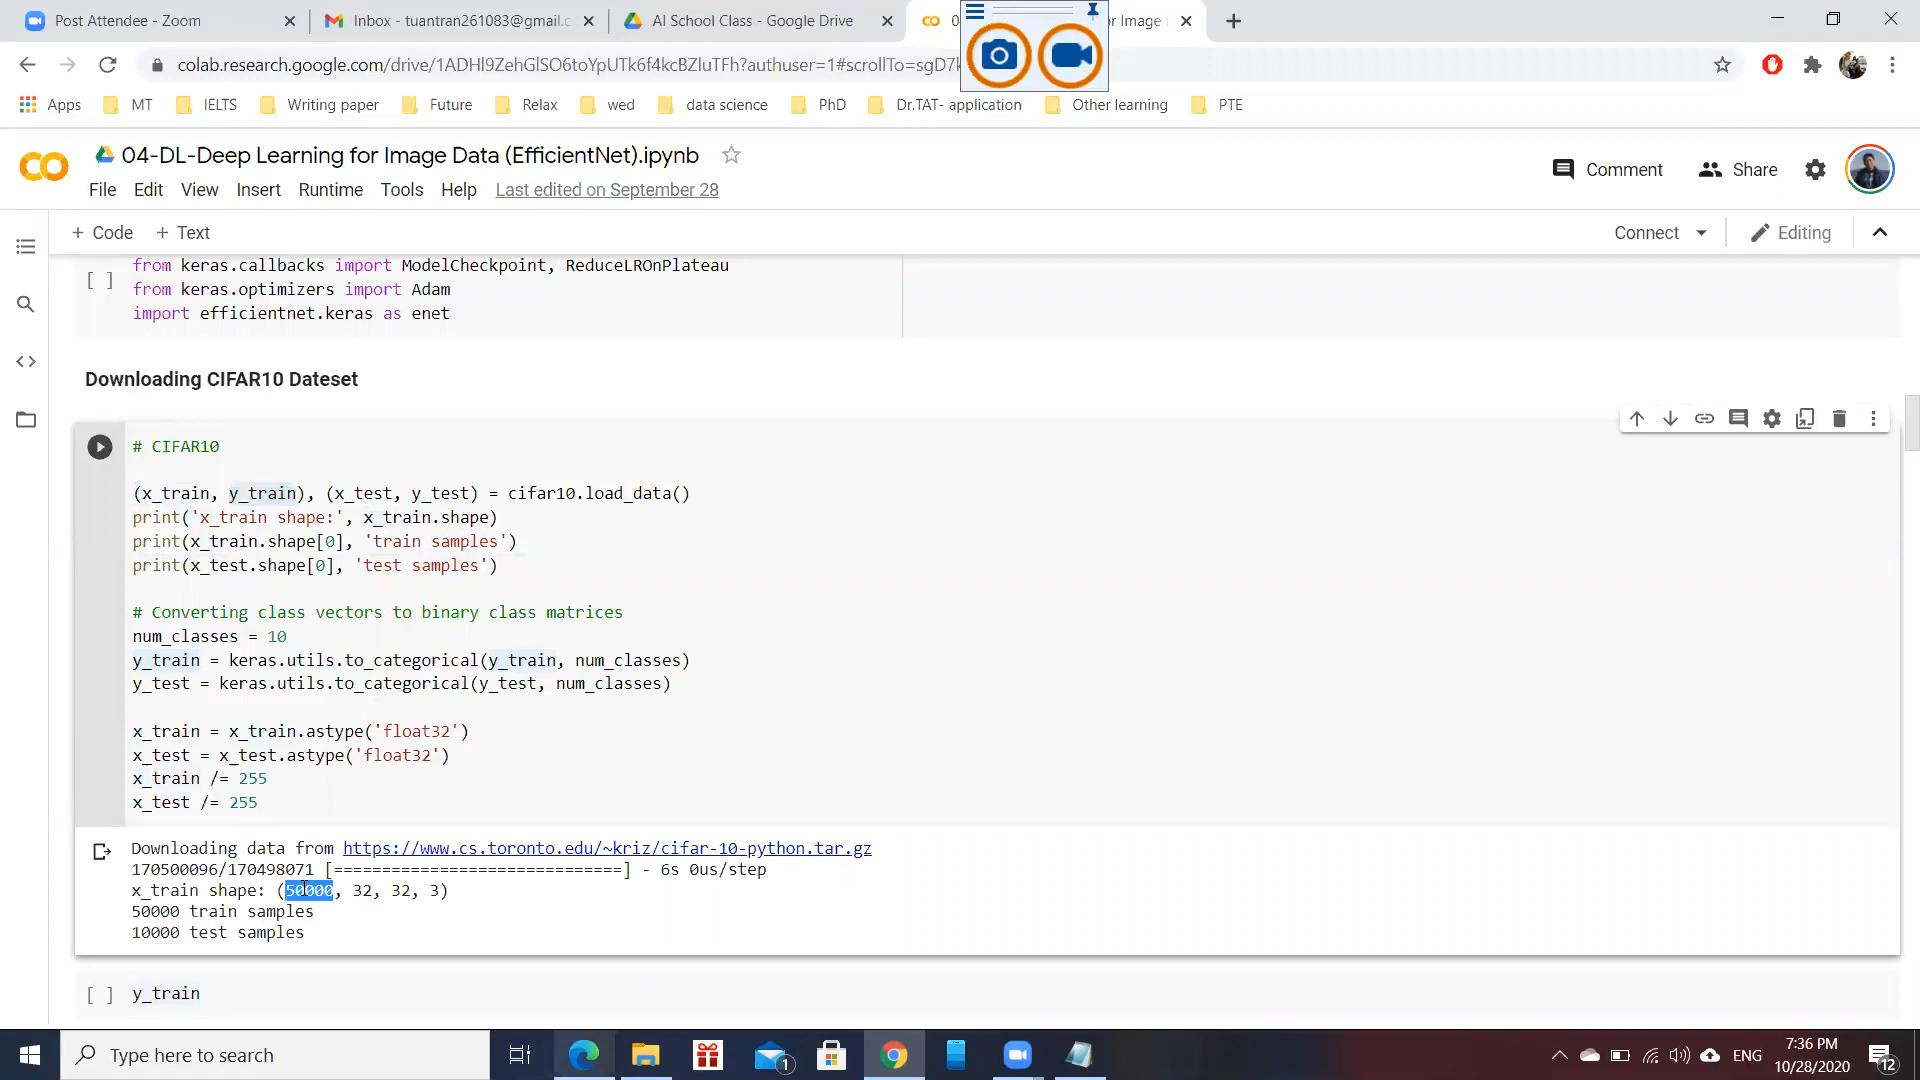 Post Attendee - Zoom
Inbox - tuantran261083@gmail.c
AI School Class - Google Drive
or Image
colab.research.google.com/drive/1ADHl9ZehGlSO6toYpUTk6f4kcBZluTFh?authuser=1#scrollTo=sgD7k
Apps MT IELTS Writing paper Future Relax wed data science PhD Dr.TAT- application Other learning PTE
04-DL-Deep Learning for Image Data (EfficientNet).ipynb
Comment Share
File Edit View Insert Runtime Tools Help Last edited on September 28
+ Code + Text Connect Editing
from keras.callbacks import ModelCheckpoint, ReduceLROnPlateau
[ ] from keras.optimizers import Adam
import efficientnet.keras as enet
Downloading CIFAR10 Dateset
# CIFAR10
(x_train, y_train), (x_test, y_test) = cifar10.load_data()
print('x_train shape:', x_train.shape)
print(x_train.shape[0], 'train samples')
print(x_test.shape[0], 'test samples')
# Converting class vectors to binary class matrices
num_classes = 10
y_train = keras.utils.to_categorical(y_train, num_classes)
y_test = keras.utils.to_categorical(y_test, num_classes)
x_train = x_train.astype('float32')
x_test = x_test.astype('float32')
x_train /= 255
x_test /= 255
Downloading data from https://www.cs.toronto.edu/~kriz/cifar-10-python.tar.gz
170500096/170498071 [==============================] - 6s 0us/step
x_train shape: (50000, 32, 32, 3)
50000 train samples
10000 test samples
[ ] y_train
Type here to search
1
ENG
7:36 PM
10/28/2020
12